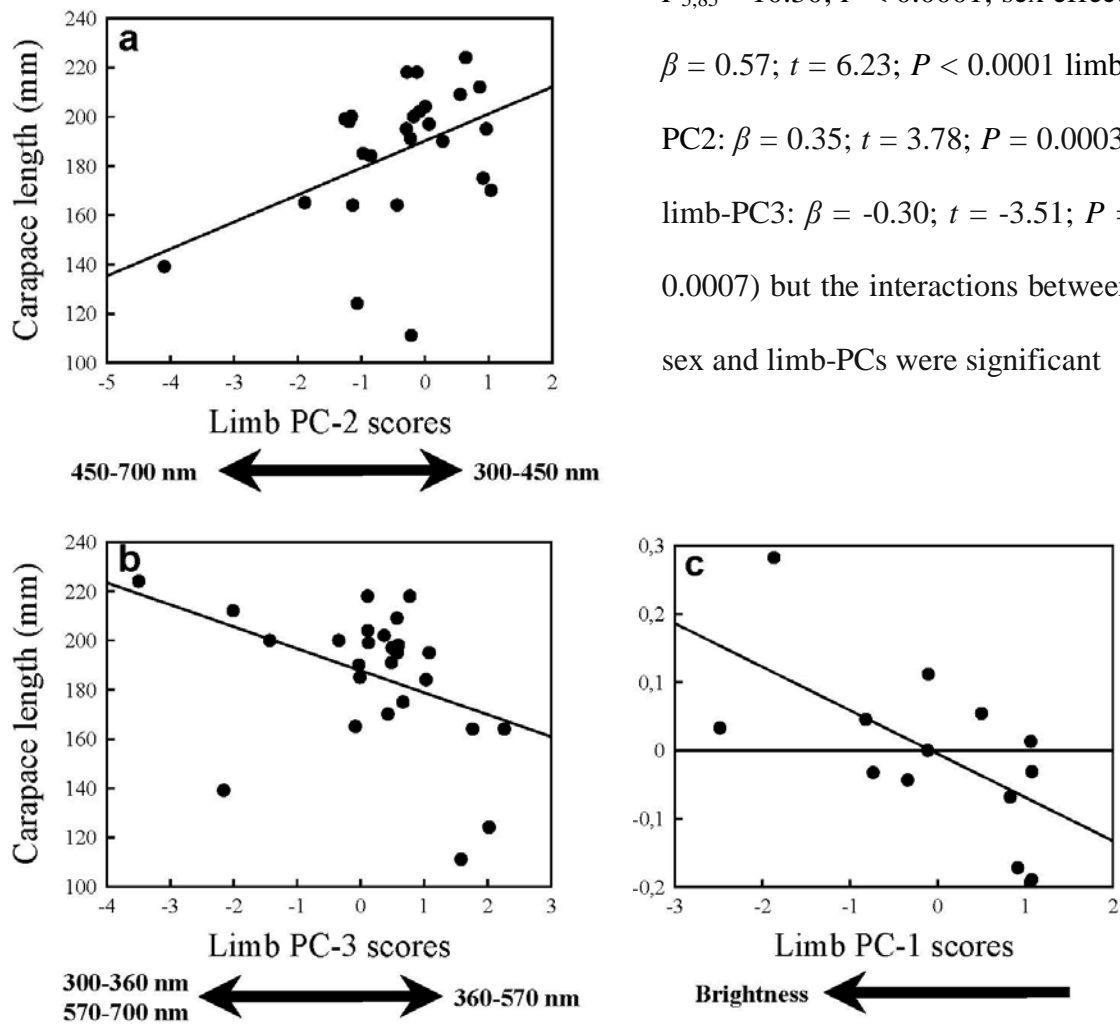 F3,85 = 10.50; P < 0.0001; sex effect
β = 0.57; t = 6.23; P < 0.0001 limb
PC2: β = 0.35; t = 3.78; P = 0.0003
limb-PC3: β = -0.30; t = -3.51; P =
0.0007) but the interactions between
sex and limb-PCs were significant
a
Carapace length (mm)
240
220
200
180
160
140
120
100
-5 -4 -3 -2 -1 0 1 2
Limb PC-2 scores
450-700 nm 300-450 nm
b
Carapace length (mm)
240
220
200
180
160
140
120
100
-4 -3 -2 -1 0 1 2 3
Limb PC-3 scores
300-360 nm
570-700 nm
360-570 nm
c
0,3
0,2
0,1
0
-0,1
-0,2
-3 -2 -1 0 1 2
Limb PC-1 scores
Brightness